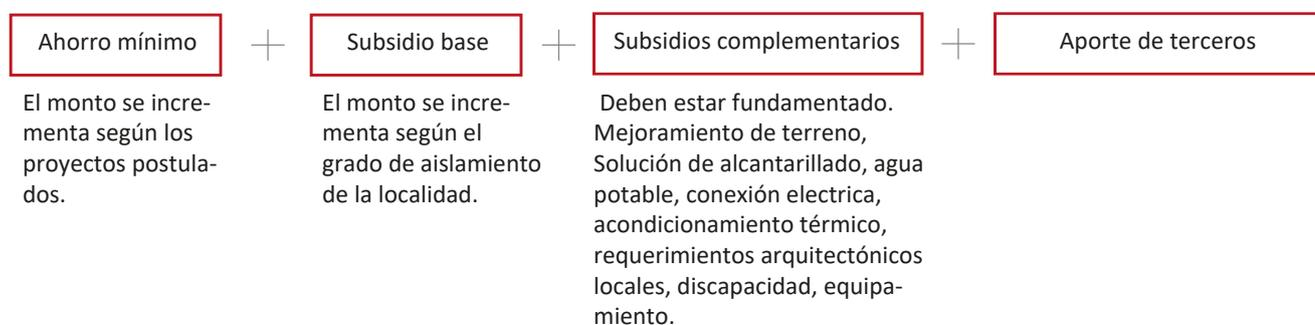 Ahorro mínimo
+
Subsidio base
+
Subsidios complementarios
+
Aporte de terceros
El monto se incre-
menta según los
proyectos postula-
dos.
El monto se incre-
menta según el
grado de aislamiento
de la localidad.
Deben estar fundamentado.
Mejoramiento de terreno,
Solución de alcantarillado, agua
potable, conexión electrica,
acondicionamiento térmico,
requerimientos arquitectónicos
locales, discapacidad, equipa-
miento.